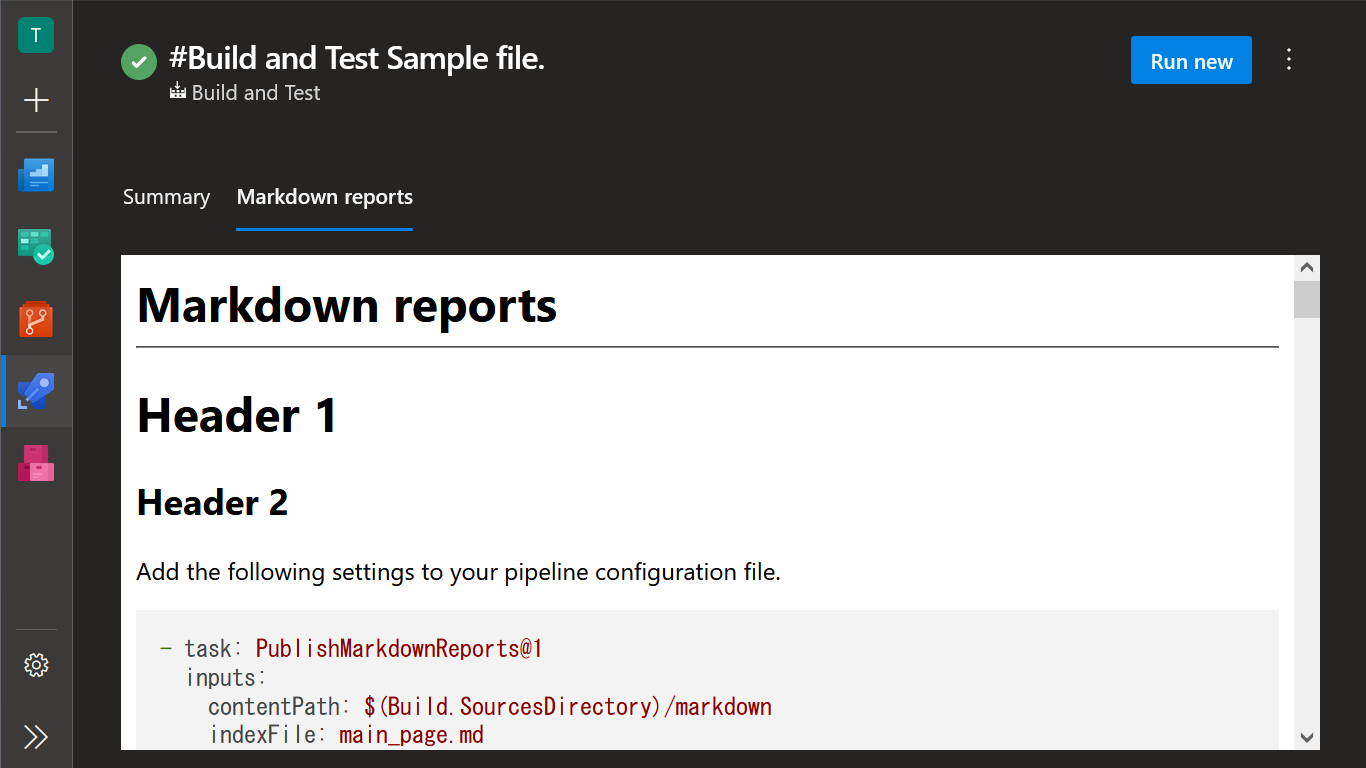 T
#Build and Test Sample file.
Build and Test
Run new
Summary
Markdown reports
Markdown reports
Header 1
Header 2
Add the following settings to your pipeline configuration file.
- task: PublishMarkdownReports@1
  inputs:
    contentPath: $(Build.SourcesDirectory)/markdown
    indexFile: main_page.md